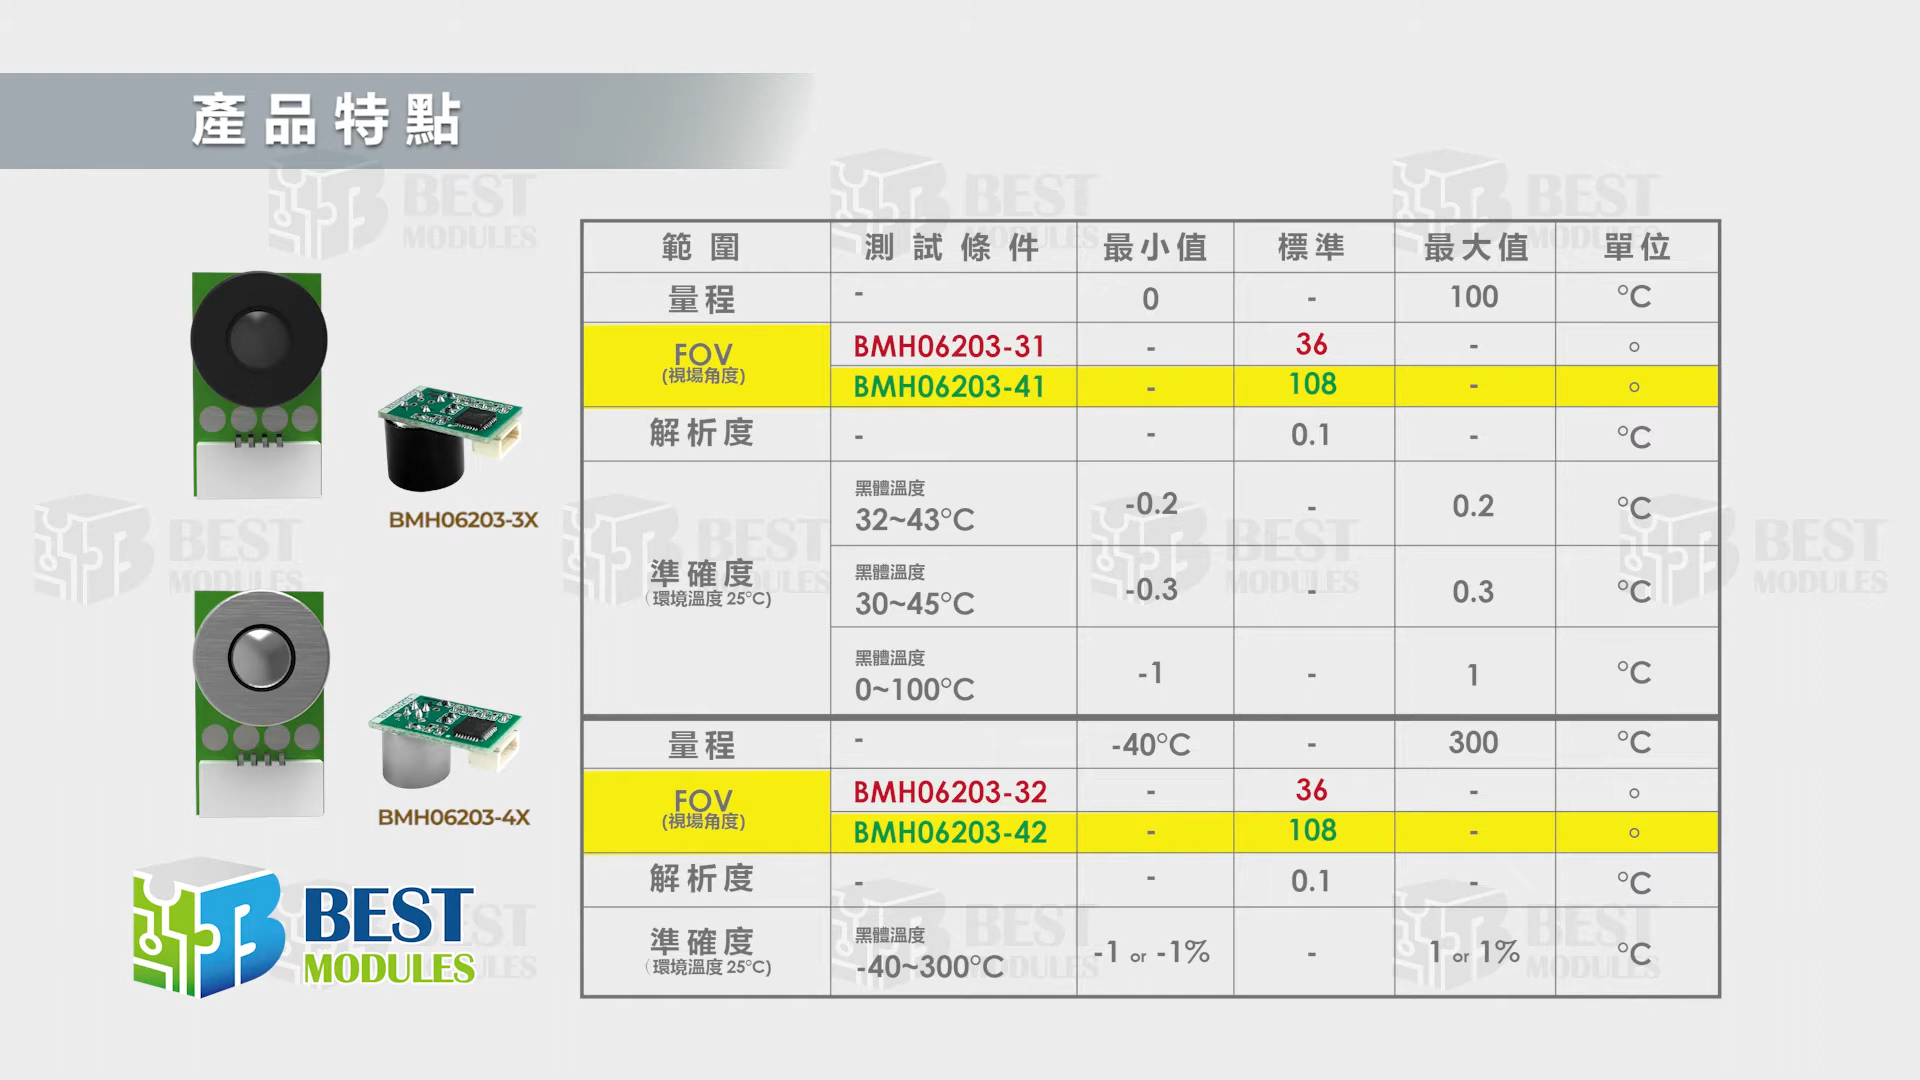 產品特點
BMH06203-3X
BMH06203-4X
BEST
MODULES
範圍 測試條件 最小值 標準 最大值 單位
量程 - 0 - 100 °C
FOV
(視場角度)
BMH06203-31 - 36 - °
BMH06203-41 - 108 - °
解析度 - - 0.1 - °C
準確度
(環境溫度 25°C)
黑體溫度
32~43°C -0.2 - 0.2 °C
黑體溫度
30~45°C -0.3 - 0.3 °C
黑體溫度
0~100°C -1 - 1 °C
量程 - -40°C - 300 °C
FOV
(視場角度)
BMH06203-32 - 36 - °
BMH06203-42 - 108 - °
解析度 - - 0.1 - °C
準確度
(環境溫度 25°C)
黑體溫度
-40~300°C -1 or -1% - 1 or 1% °C